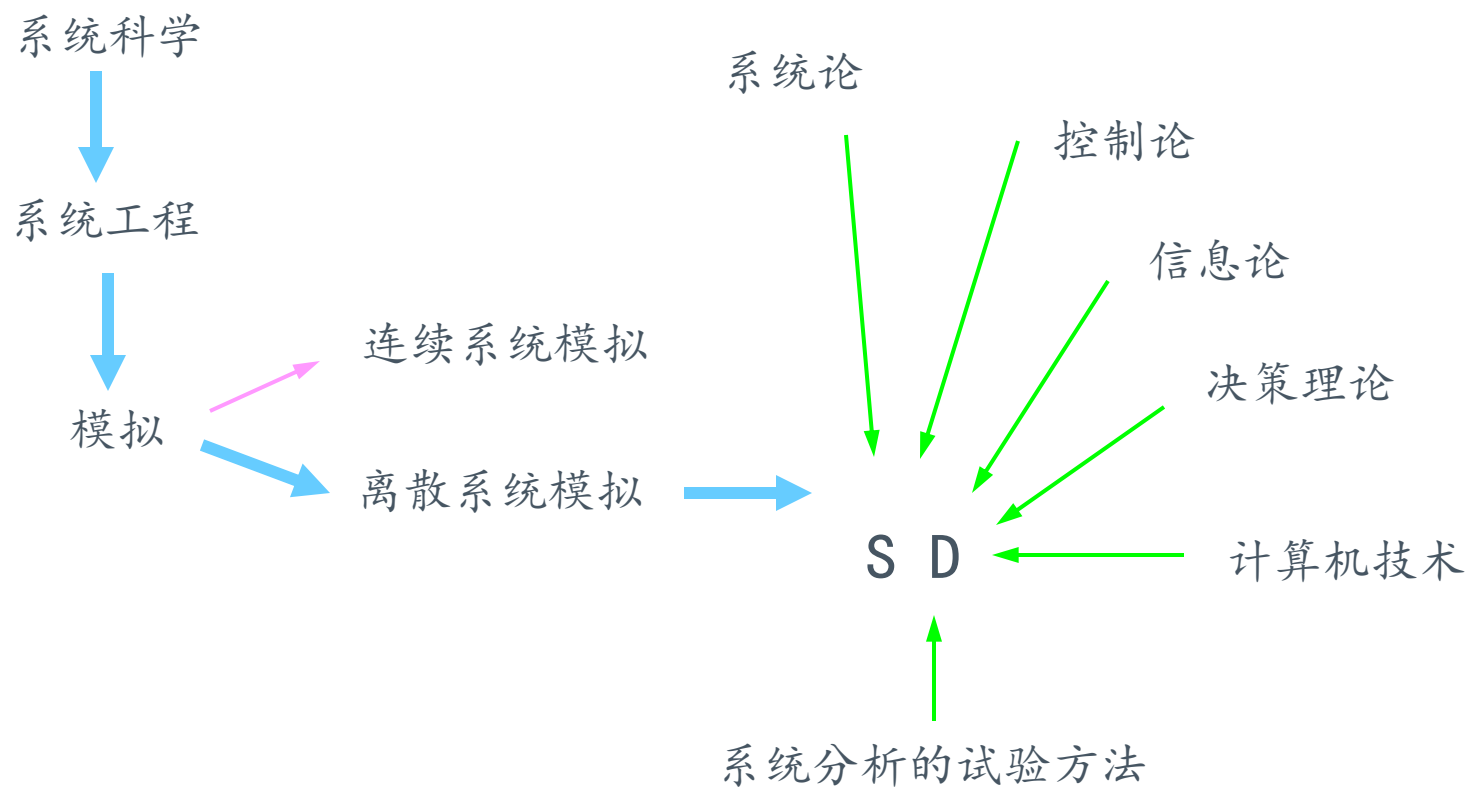 系统科学
系统论
控制论
系统工程
信息论
连续系统模拟
决策理论
模拟
离散系统模拟
S D
计算机技术
系统分析的试验方法